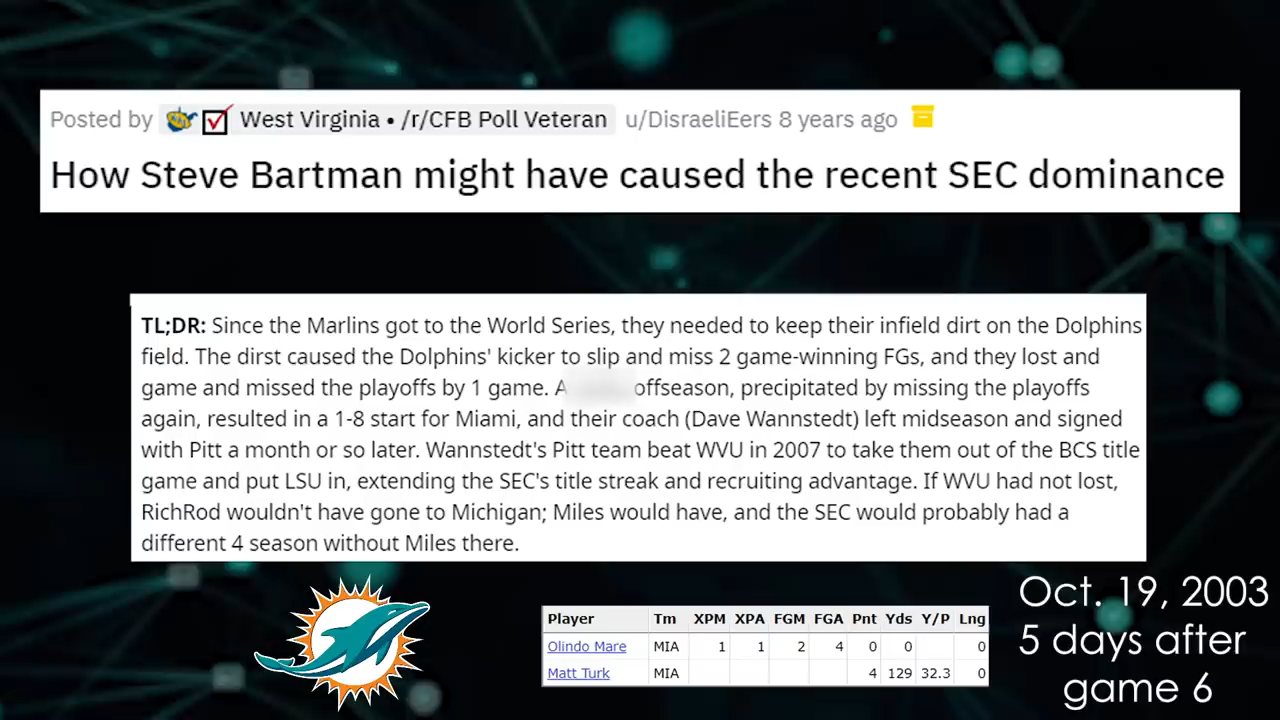 Posted by West Virginia • /r/CFB Poll Veteran u/DisraeliEers 8 years ago
How Steve Bartman might have caused the recent SEC dominance
TL;DR: Since the Marlins got to the World Series, they needed to keep their infield dirt on the Dolphins
field. The dirst caused the Dolphins' kicker to slip and miss 2 game-winning FGs, and they lost and
game and missed the playoffs by 1 game. A offseason, precipitated by missing the playoffs
again, resulted in a 1-8 start for Miami, and their coach (Dave Wannstedt) left midseason and signed
with Pitt a month or so later. Wannstedt's Pitt team beat WVU in 2007 to take them out of the BCS title
game and put LSU in, extending the SEC's title streak and recruiting advantage. If WVU had not lost,
RichRod wouldn't have gone to Michigan; Miles would have, and the SEC would probably had a
different 4 season without Miles there.
Player Tm XPM XPA FGM FGA Pnt Yds Y/P Lng
Olindo Mare MIA 1 1 2 4 0 0 0
Matt Turk MIA 4 129 32.3 0
Oct. 19, 2003
5 days after
game 6